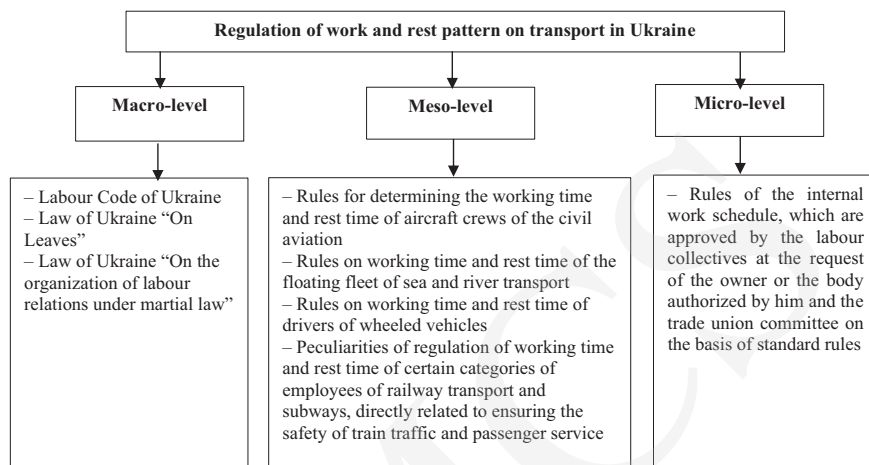 Regulation of work and rest pattern on transport in Ukraine
Macro-level
Meso-level
Micro-level
– Labour Code of Ukraine
– Law of Ukraine “On
Leaves”
– Law of Ukraine “On the
organization of labour
relations under martial law”
– Rules for determining the working time
and rest time of aircraft crews of the civil
aviation
– Rules on working time and rest time of the
floating fleet of sea and river transport
– Rules on working time and rest time of
drivers of wheeled vehicles
– Peculiarities of regulation of working time
and rest time of certain categories of
employees of railway transport and
subways, directly related to ensuring the
safety of train traffic and passenger service
– Rules of the internal
work schedule, which are
approved by the labour
collectives at the request
of the owner or the body
authorized by him and the
trade union committee on
the basis of standard rules